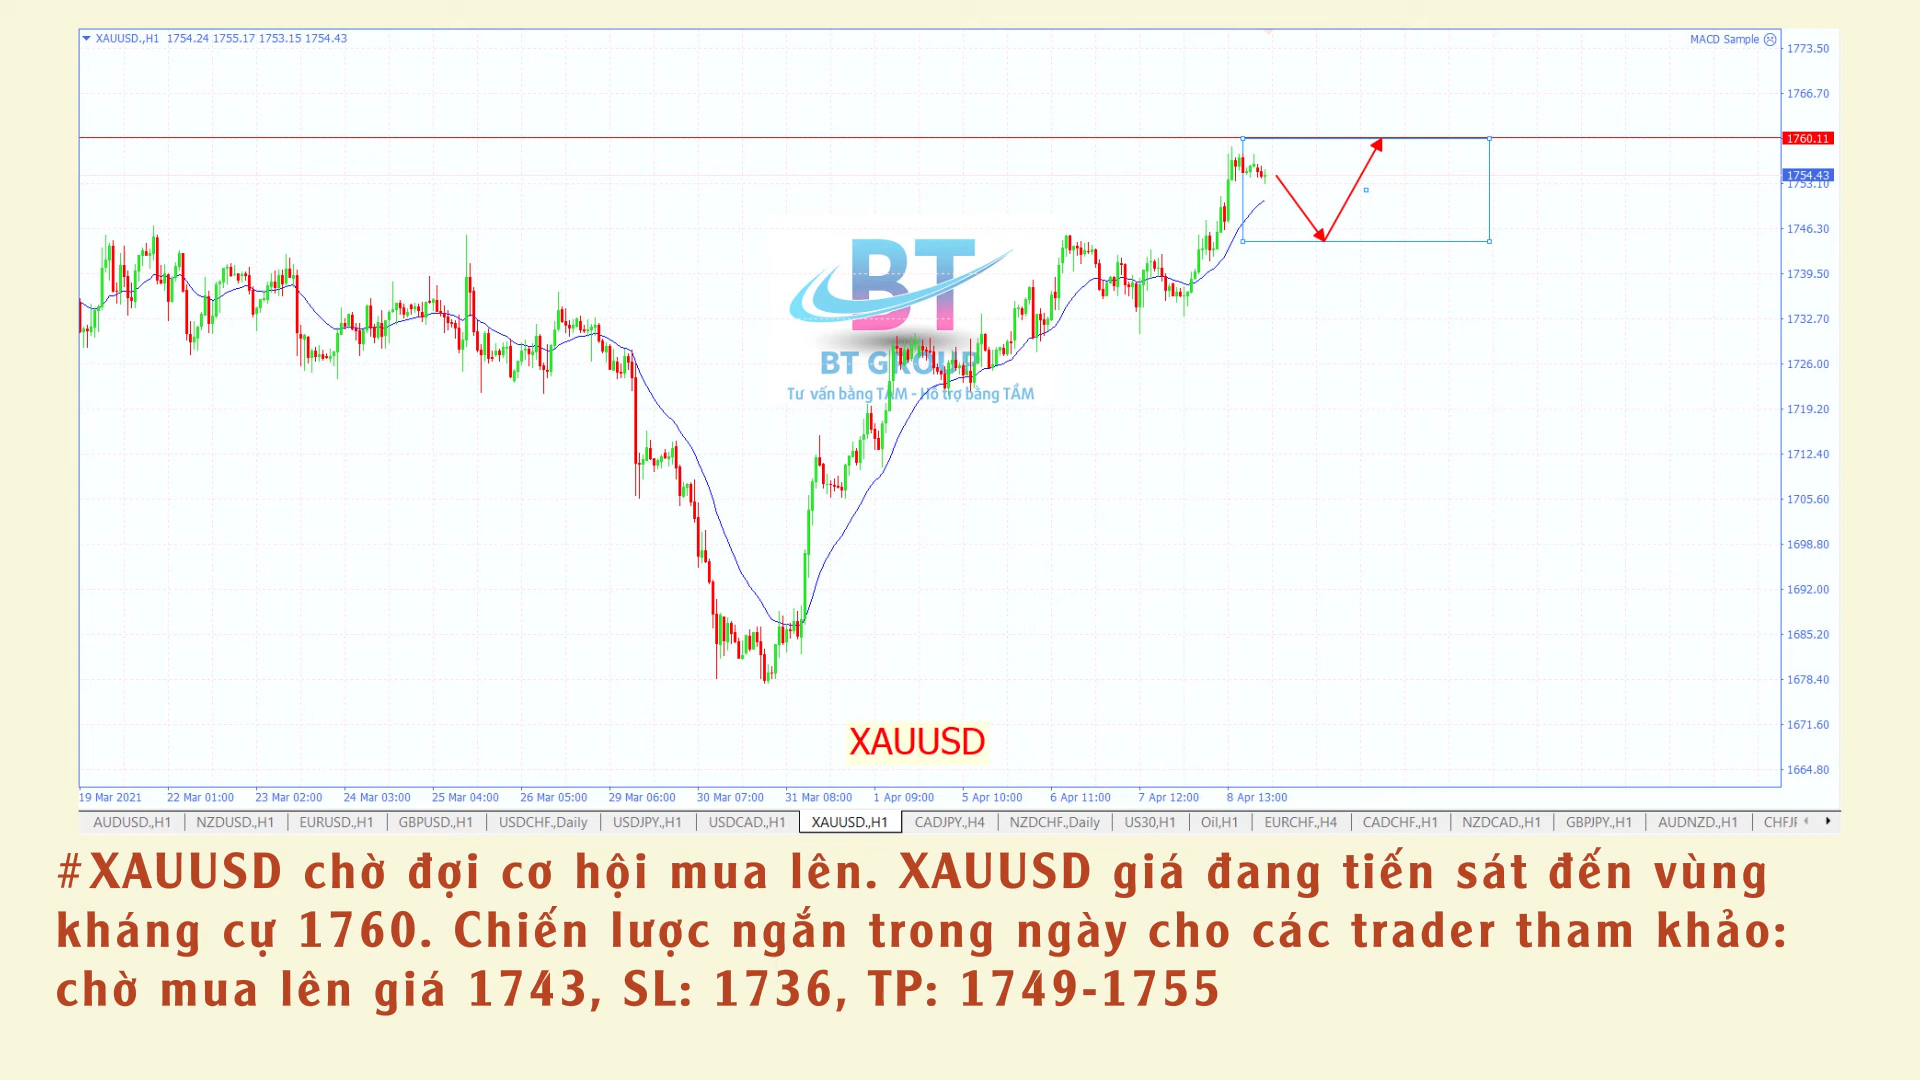 XAUUSD.,H1 1754.24 1755.17 1753.15 1754.43
MACD Sample
1773.50
1766.70
1760.11
1754.43
1753.10
1746.30
1739.50
1732.70
1726.00
1719.20
1712.40
1705.60
1698.80
1692.00
1685.20
1678.40
1671.60
1664.80
BT
BT GROUP
Tư vấn bằng TÂM - Hỗ trợ bằng TẦM
XAUUSD
19 Mar 2021 22 Mar 01:00 23 Mar 02:00 24 Mar 03:00 25 Mar 04:00 26 Mar 05:00 29 Mar 06:00 30 Mar 07:00 31 Mar 08:00 1 Apr 09:00 5 Apr 10:00 6 Apr 11:00 7 Apr 12:00 8 Apr 13:00
AUDUSD.,H1 NZDUSD.,H1 EURUSD.,H1 GBPUSD.,H1 USDCHF.,Daily USDJPY.,H1 USDCAD.,H1 XAUUSD.,H1 CADJPY.,H4 NZDCHF.,Daily US30,H1 Oil,H1 EURCHF.,H4 CADCHF.,H1 NZDCAD.,H1 GBPJPY.,H1 AUDNZD.,H1 CHFJF
#XAUUSD chờ đợi cơ hội mua lên. XAUUSD giá đang tiến sát đến vùng
kháng cự 1760. Chiến lược ngắn trong ngày cho các trader tham khảo:
chờ mua lên giá 1743, SL: 1736, TP: 1749-1755